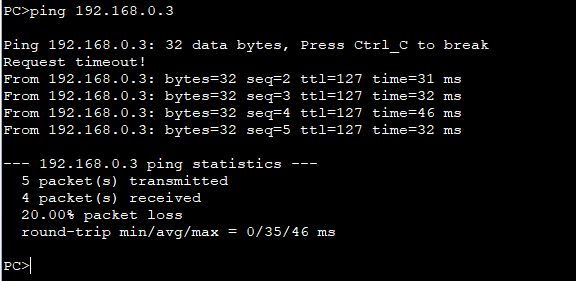 PC>ping 192.168.0.3
Ping 192.168.0.3: 32 data bytes, Press Ctrl_C to break
Request timeout!
From 192.168.0.3: bytes=32 seq=2 ttl=127 time=31 ms
From 192.168.0.3: bytes=32 seq=3 ttl=127 time=32 ms
From 192.168.0.3: bytes=32 seq=4 ttl=127 time=46 ms
From 192.168.0.3: bytes=32 seq=5 ttl=127 time=32 ms
--- 192.168.0.3 ping statistics ---
5 packet(s) transmitted
4 packet(s) received
20.00% packet loss
round-trip min/avg/max = 0/35/46 ms
PC>